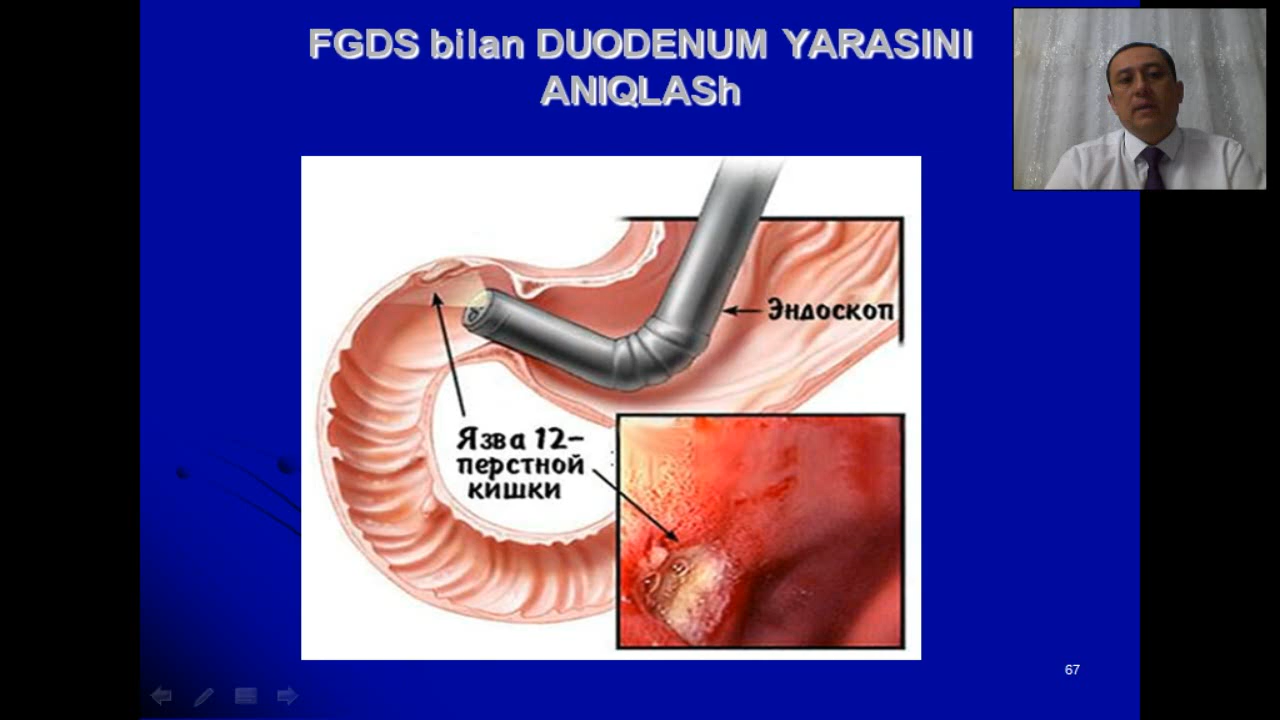 FGDS bilan DUODENUM YARASINI
ANIQLASh
Эндоскоп
Язва 12-
перстной
кишки
67